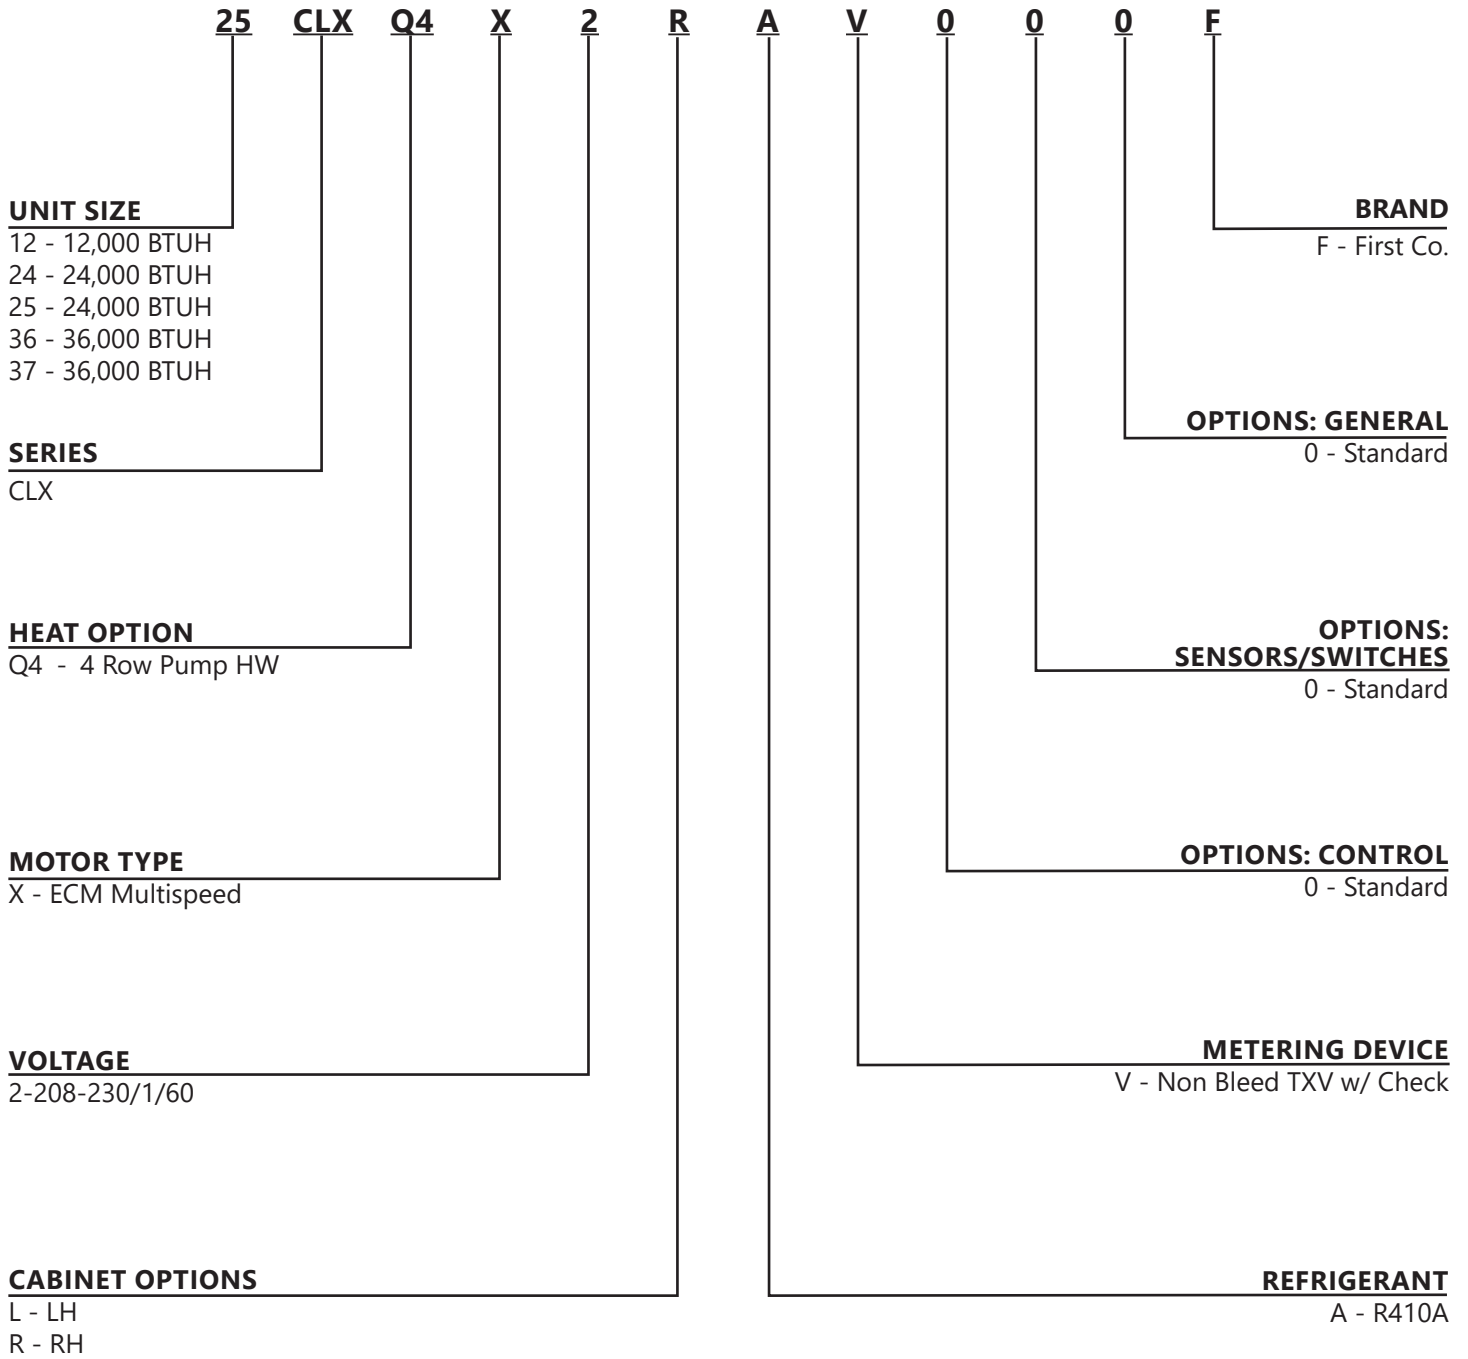 25 CLX Q4 X 2 R A V 0 0 0 F
UNIT SIZE
12 - 12,000 BTUH
24 - 24,000 BTUH
25 - 24,000 BTUH
36 - 36,000 BTUH
37 - 36,000 BTUH
SERIES
CLX
HEAT OPTION
Q4 - 4 Row Pump HW
MOTOR TYPE
X - ECM Multispeed
VOLTAGE
2-208-230/1/60
CABINET OPTIONS
L - LH
R - RH
BRAND
F - First Co.
OPTIONS: GENERAL
0 - Standard
OPTIONS:
SENSORS/SWITCHES
0 - Standard
OPTIONS: CONTROL
0 - Standard
METERING DEVICE
V - Non Bleed TXV w/ Check
REFRIGERANT
A - R410A